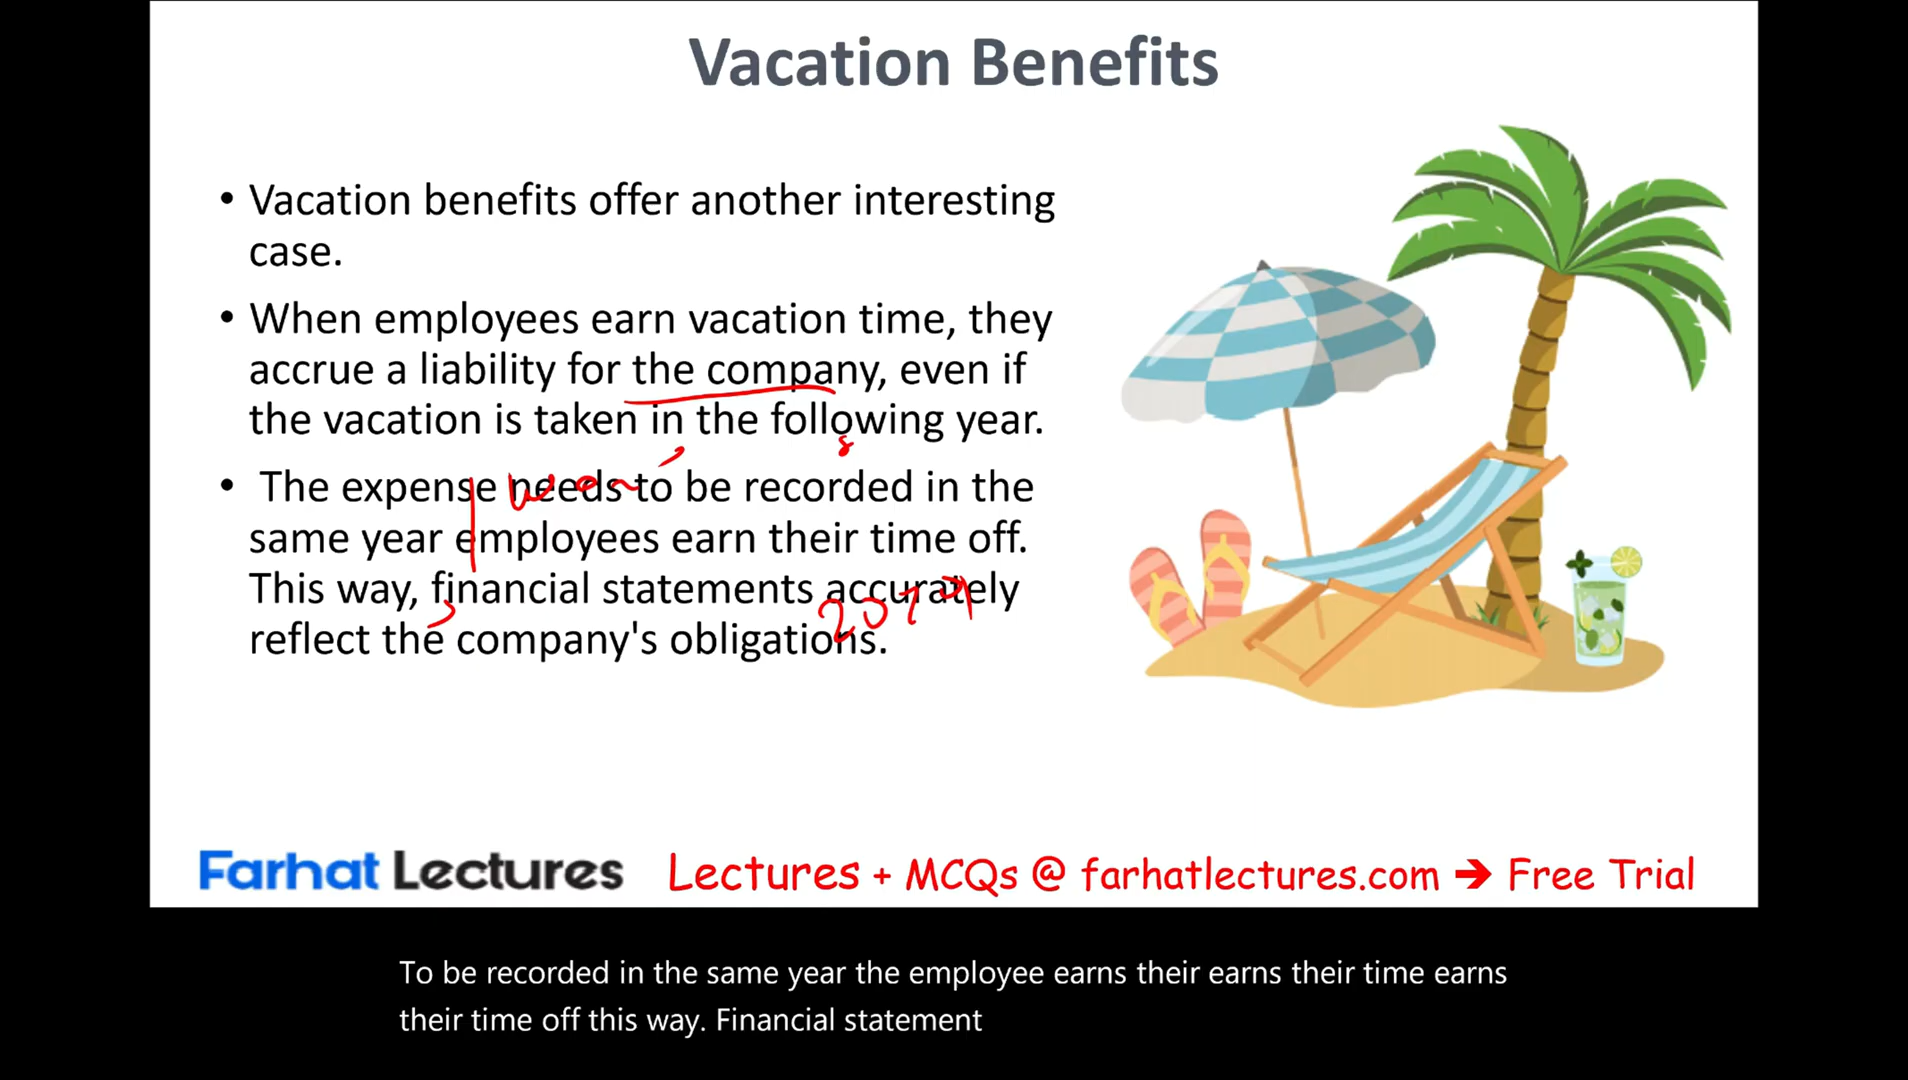 Vacation Benefits
• Vacation benefits offer another interesting
case.
• When employees earn vacation time, they
accrue a liability for the company, even if
the vacation is taken in the following year.
• The expense needs to be recorded in the
same year employees earn their time off.
This way, financial statements accurately
reflect the company's obligations.
Farhat Lectures
Lectures + MCQs @ farhatlectures.com → Free Trial
To be recorded in the same year the employee earns their earns their time earns
their time off this way. Financial statement